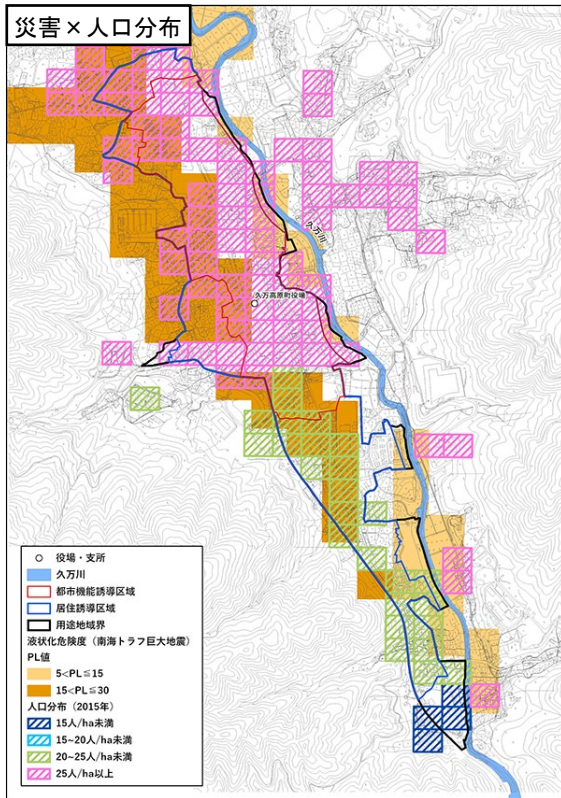 災害×人口分布
久万川
久万高原町役場
役場・支所
久万川
都市機能誘導区域
居住誘導区域
用途地域界
液状化危険度（南海トラフ巨大地震）
PL値
5<PL≦15
15<PL≦30
人口分布（2015年）
15人/ha未満
15~20人/ha未満
20~25人/ha未満
25人/ha以上